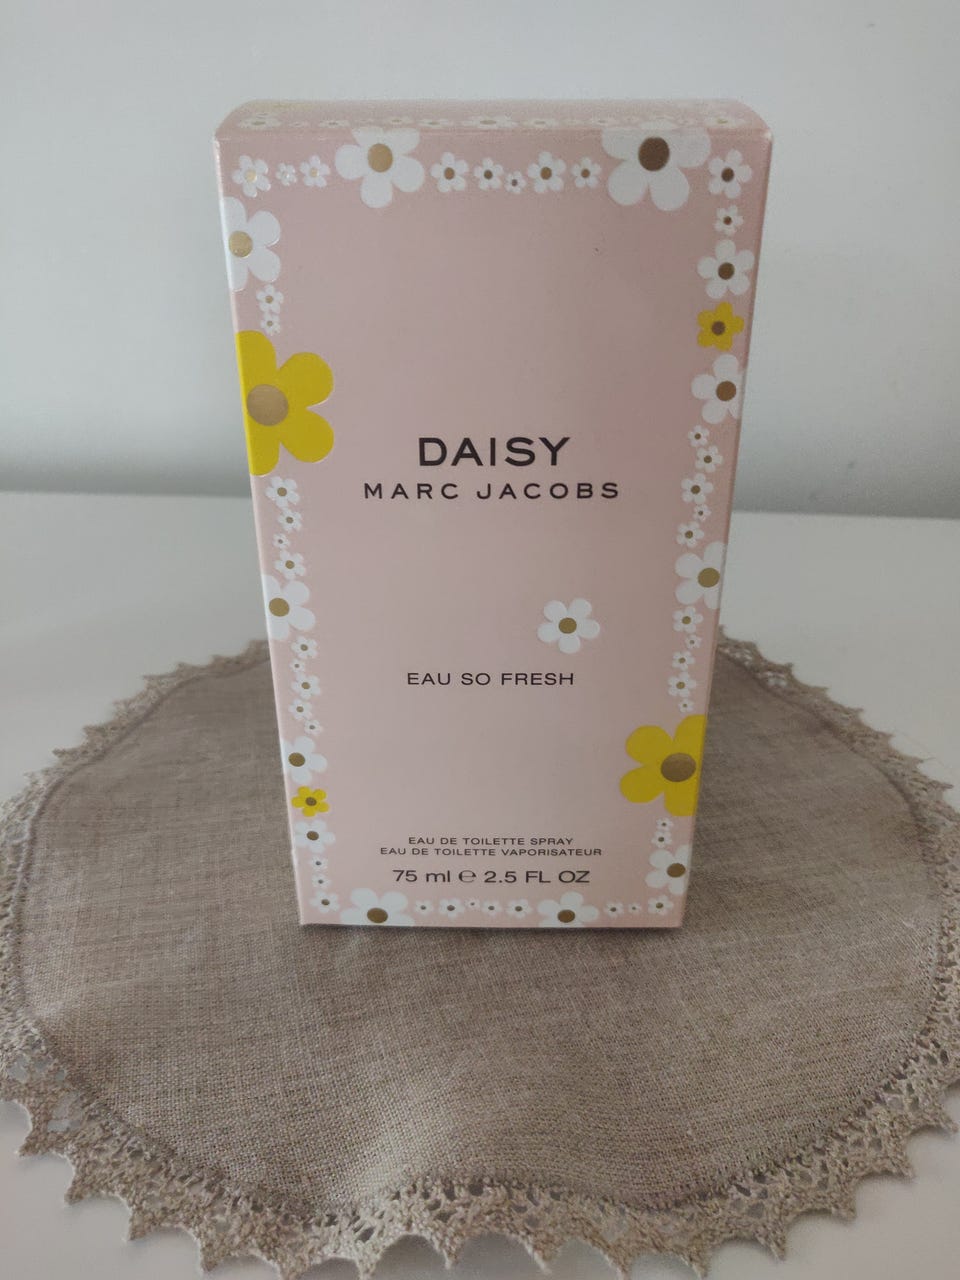 DAISY
MARC JACOBS
EAU SO FRESH
EAU DE TOILETTE SPRAY
EAU DE TOILETTE VAPORISATEUR
75 ml ℮ 2.5 FL OZ